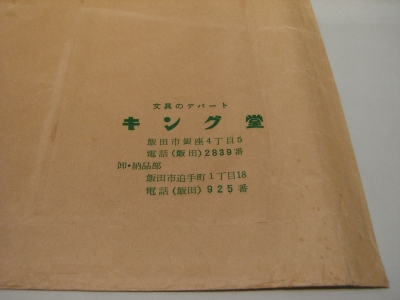 文具のデパート
キング堂
飯田市銀座4丁目5
電話(飯田)2839番
卸・納品部
飯田市追手町1丁目18
電話(飯田)925番